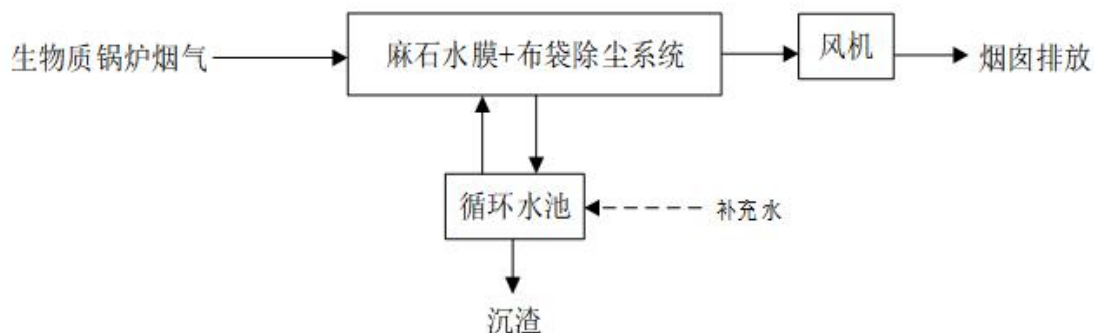 生物质锅炉烟气
麻石水膜+布袋除尘系统
风机
烟囱排放
循环水池
补充水
沉渣